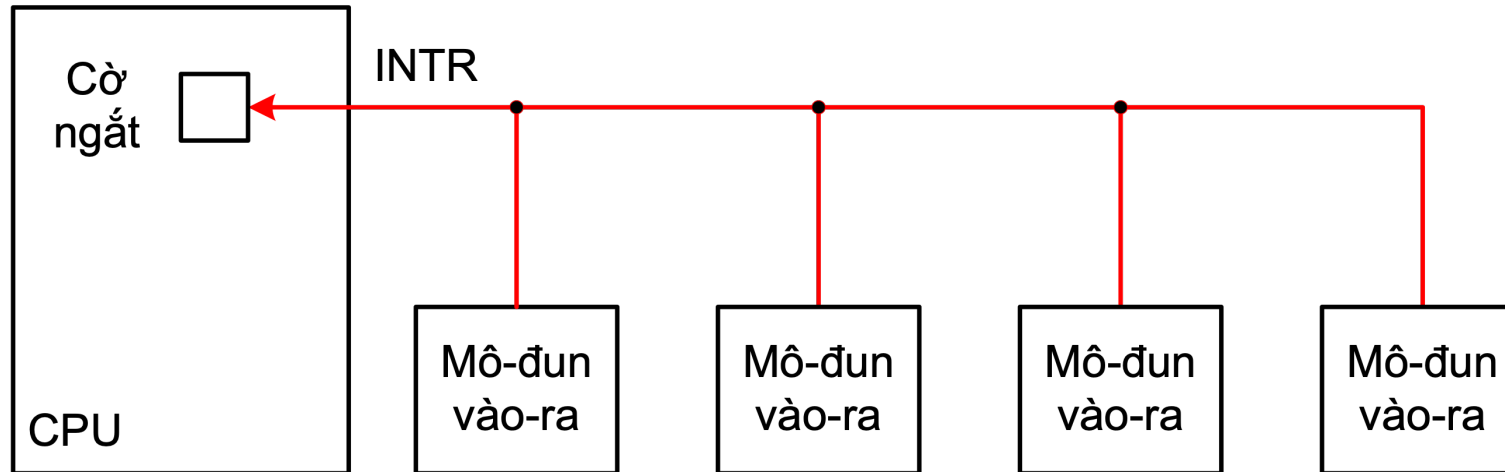 Cờ
ngắt
INTR
CPU
Mô-đun
vào-ra
Mô-đun
vào-ra
Mô-đun
vào-ra
Mô-đun
vào-ra